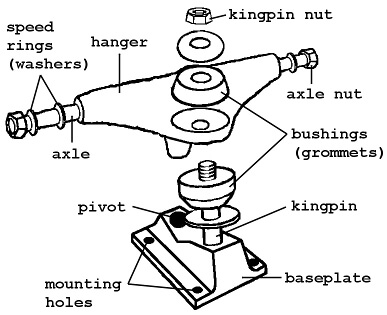 speed
rings
(washers)
hanger
kingpin nut
axle nut
axle
bushings
(grommets)
pivot
kingpin
mounting
holes
baseplate